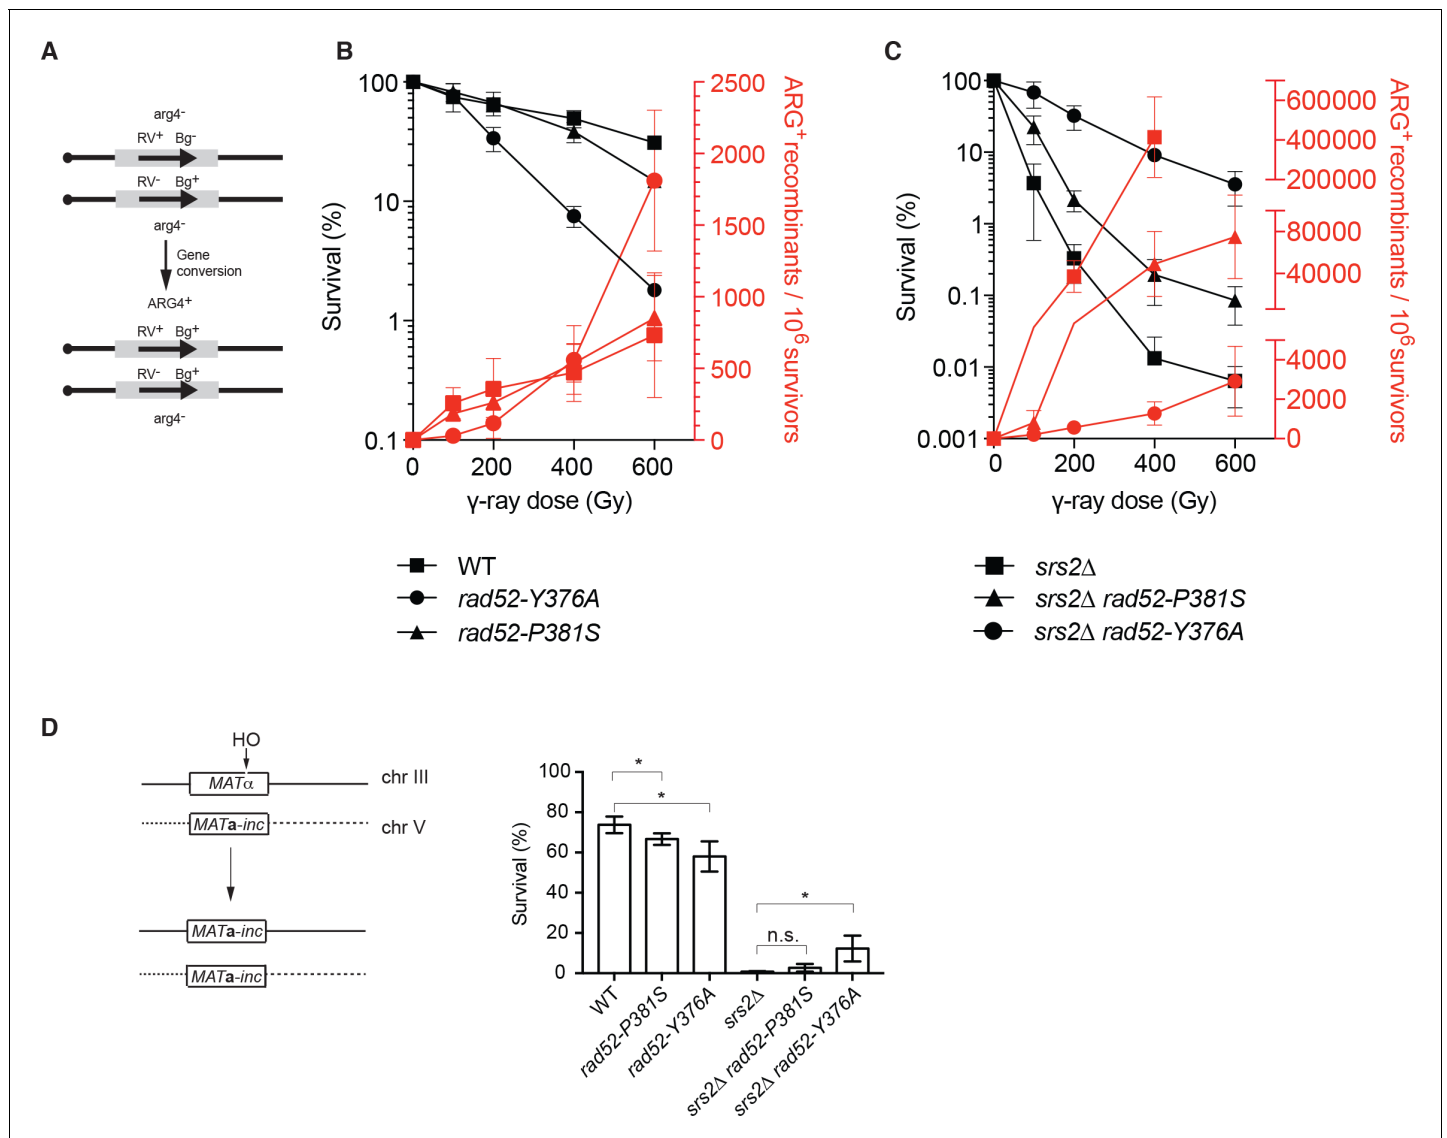 A
arg4-
RV+ Bg-
RV- Bg+
arg4-
Gene
conversion
ARG4+
RV+ Bg+
RV- Bg+
arg4-
B
100
10
1
0.1
Survival (%)
0 200 400 600
γ-ray dose (Gy)
2500
2000
1500
1000
500
0
ARG+ recombinants / 10^6 survivors
WT
rad52-Y376A
rad52-P381S
C
100
10
1
0.1
0.01
0.001
Survival (%)
0 200 400 600
γ-ray dose (Gy)
600000
400000
200000
80000
40000
4000
2000
0
ARG+ recombinants / 10^6 survivors
srs2Δ
srs2Δ rad52-P381S
srs2Δ rad52-Y376A
D
HO
MATα
chr III
MATa-inc
chr V
MATa-inc
MATa-inc
100
80
60
40
20
0
Survival (%)
*
*
*
n.s.
WT
rad52-P381S
rad52-Y376A
srs2Δ
srs2Δ rad52-P381S
srs2Δ rad52-Y376A